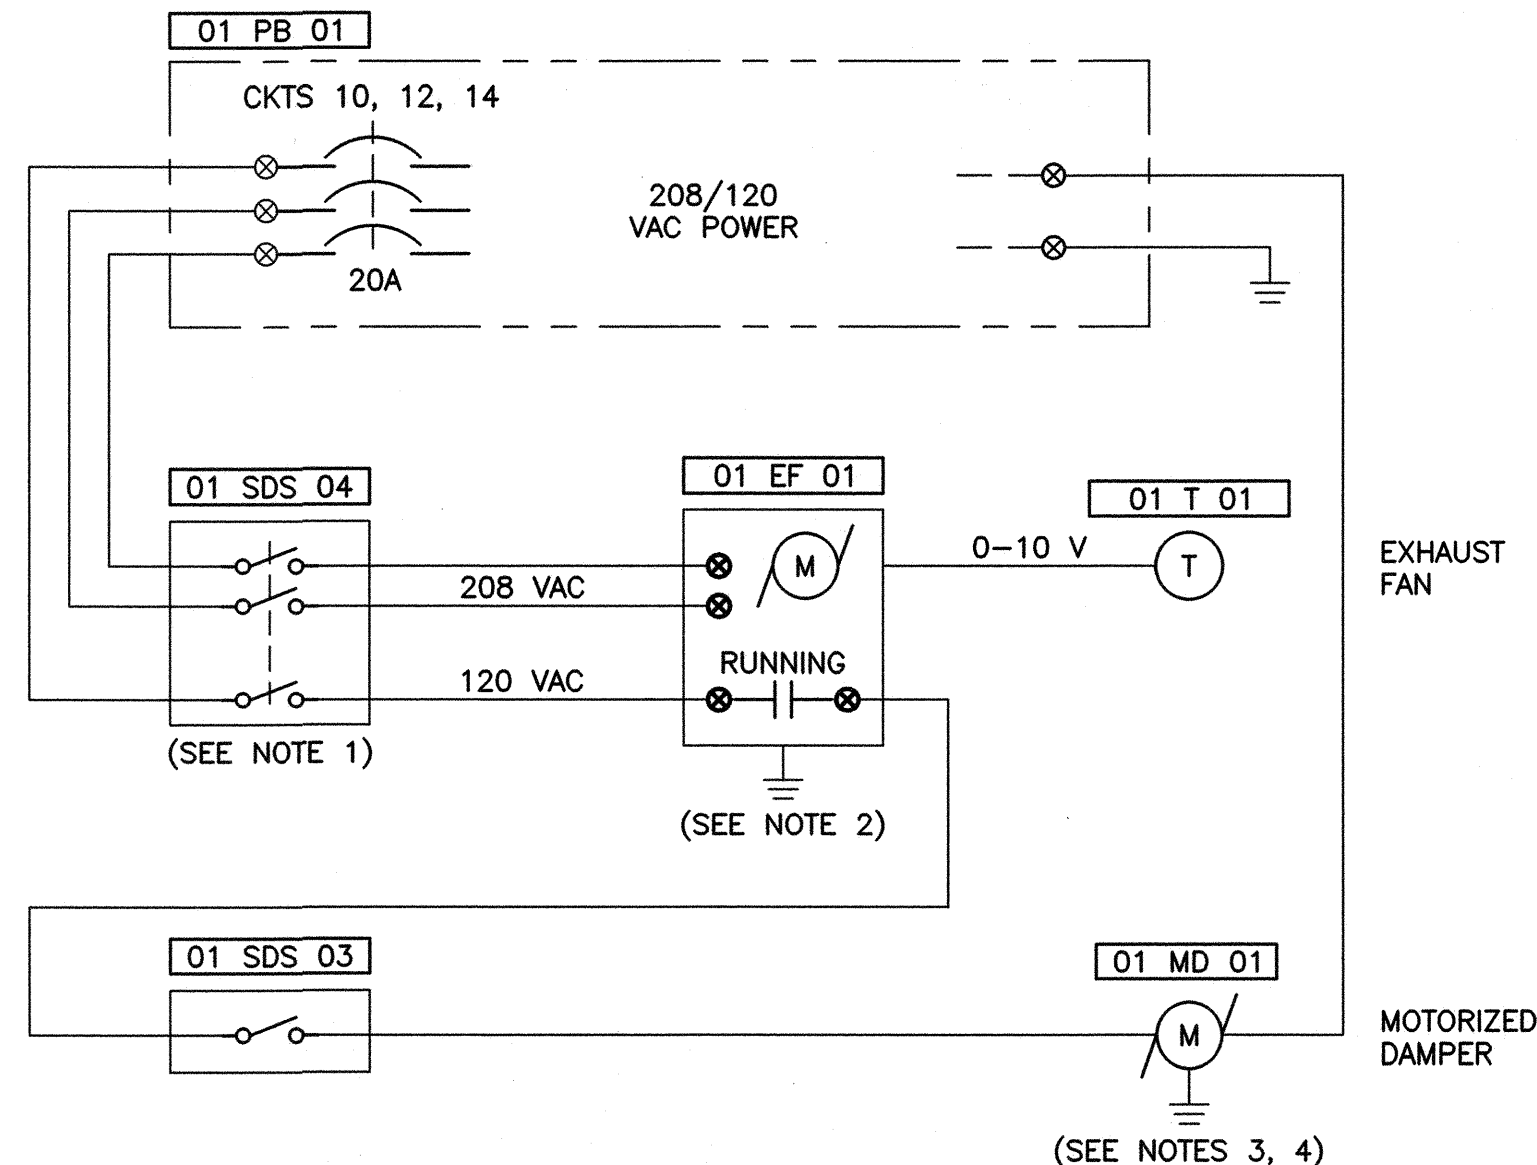 01 PB 01
CKTS 10, 12, 14
208/120
VAC POWER
20A
01 SDS 04
01 EF 01
01 T 01
M
0-10 V
T
EXHAUST
FAN
208 VAC
RUNNING
120 VAC
(SEE NOTE 1)
(SEE NOTE 2)
01 SDS 03
01 MD 01
M
MOTORIZED
DAMPER
(SEE NOTES 3, 4)